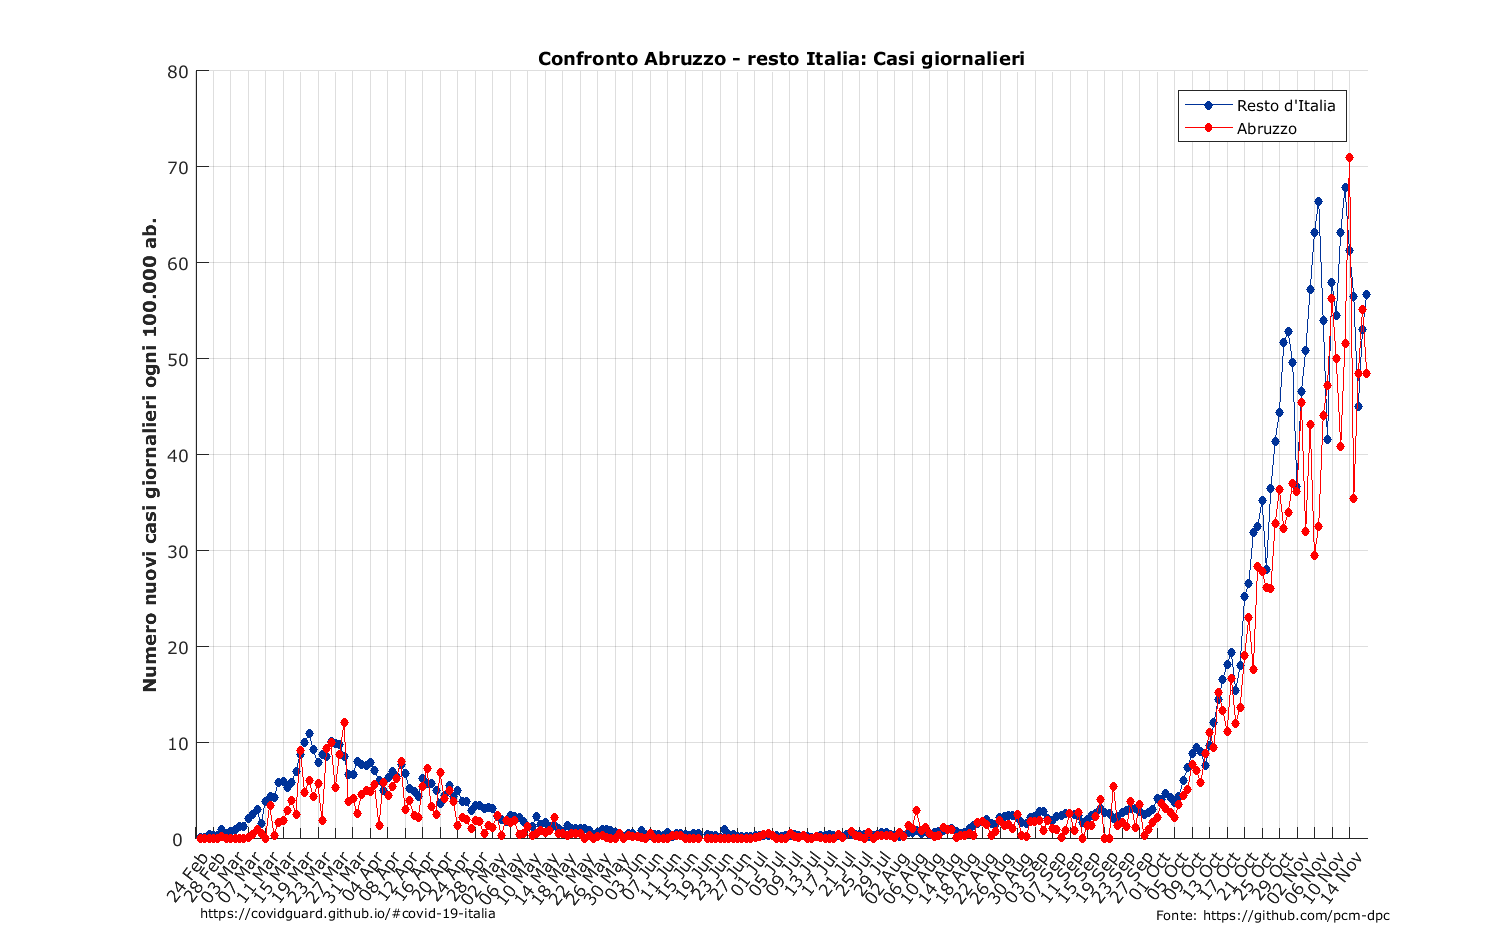 Confronto Abruzzo - resto Italia: Casi giornalieri
Numero nuovi casi giornalieri ogni 100.000 ab.
80
70
60
50
40
30
20
10
0
Resto d'Italia
Abruzzo
24 Feb
28 Feb
03 Mar
07 Mar
11 Mar
15 Mar
19 Mar
23 Mar
27 Mar
31 Mar
04 Apr
08 Apr
12 Apr
16 Apr
20 Apr
24 Apr
28 Apr
02 May
06 May
10 May
14 May
18 May
22 May
26 May
30 May
03 Jun
07 Jun
11 Jun
15 Jun
19 Jun
23 Jun
27 Jun
01 Jul
05 Jul
09 Jul
13 Jul
17 Jul
21 Jul
25 Jul
29 Jul
02 Aug
06 Aug
10 Aug
14 Aug
18 Aug
22 Aug
26 Aug
30 Aug
03 Sep
07 Sep
11 Sep
15 Sep
19 Sep
23 Sep
27 Sep
01 Oct
05 Oct
09 Oct
13 Oct
17 Oct
21 Oct
25 Oct
29 Oct
02 Nov
06 Nov
10 Nov
14 Nov
https://covidguard.github.io/#covid-19-italia
Fonte: https://github.com/pcm-dpc